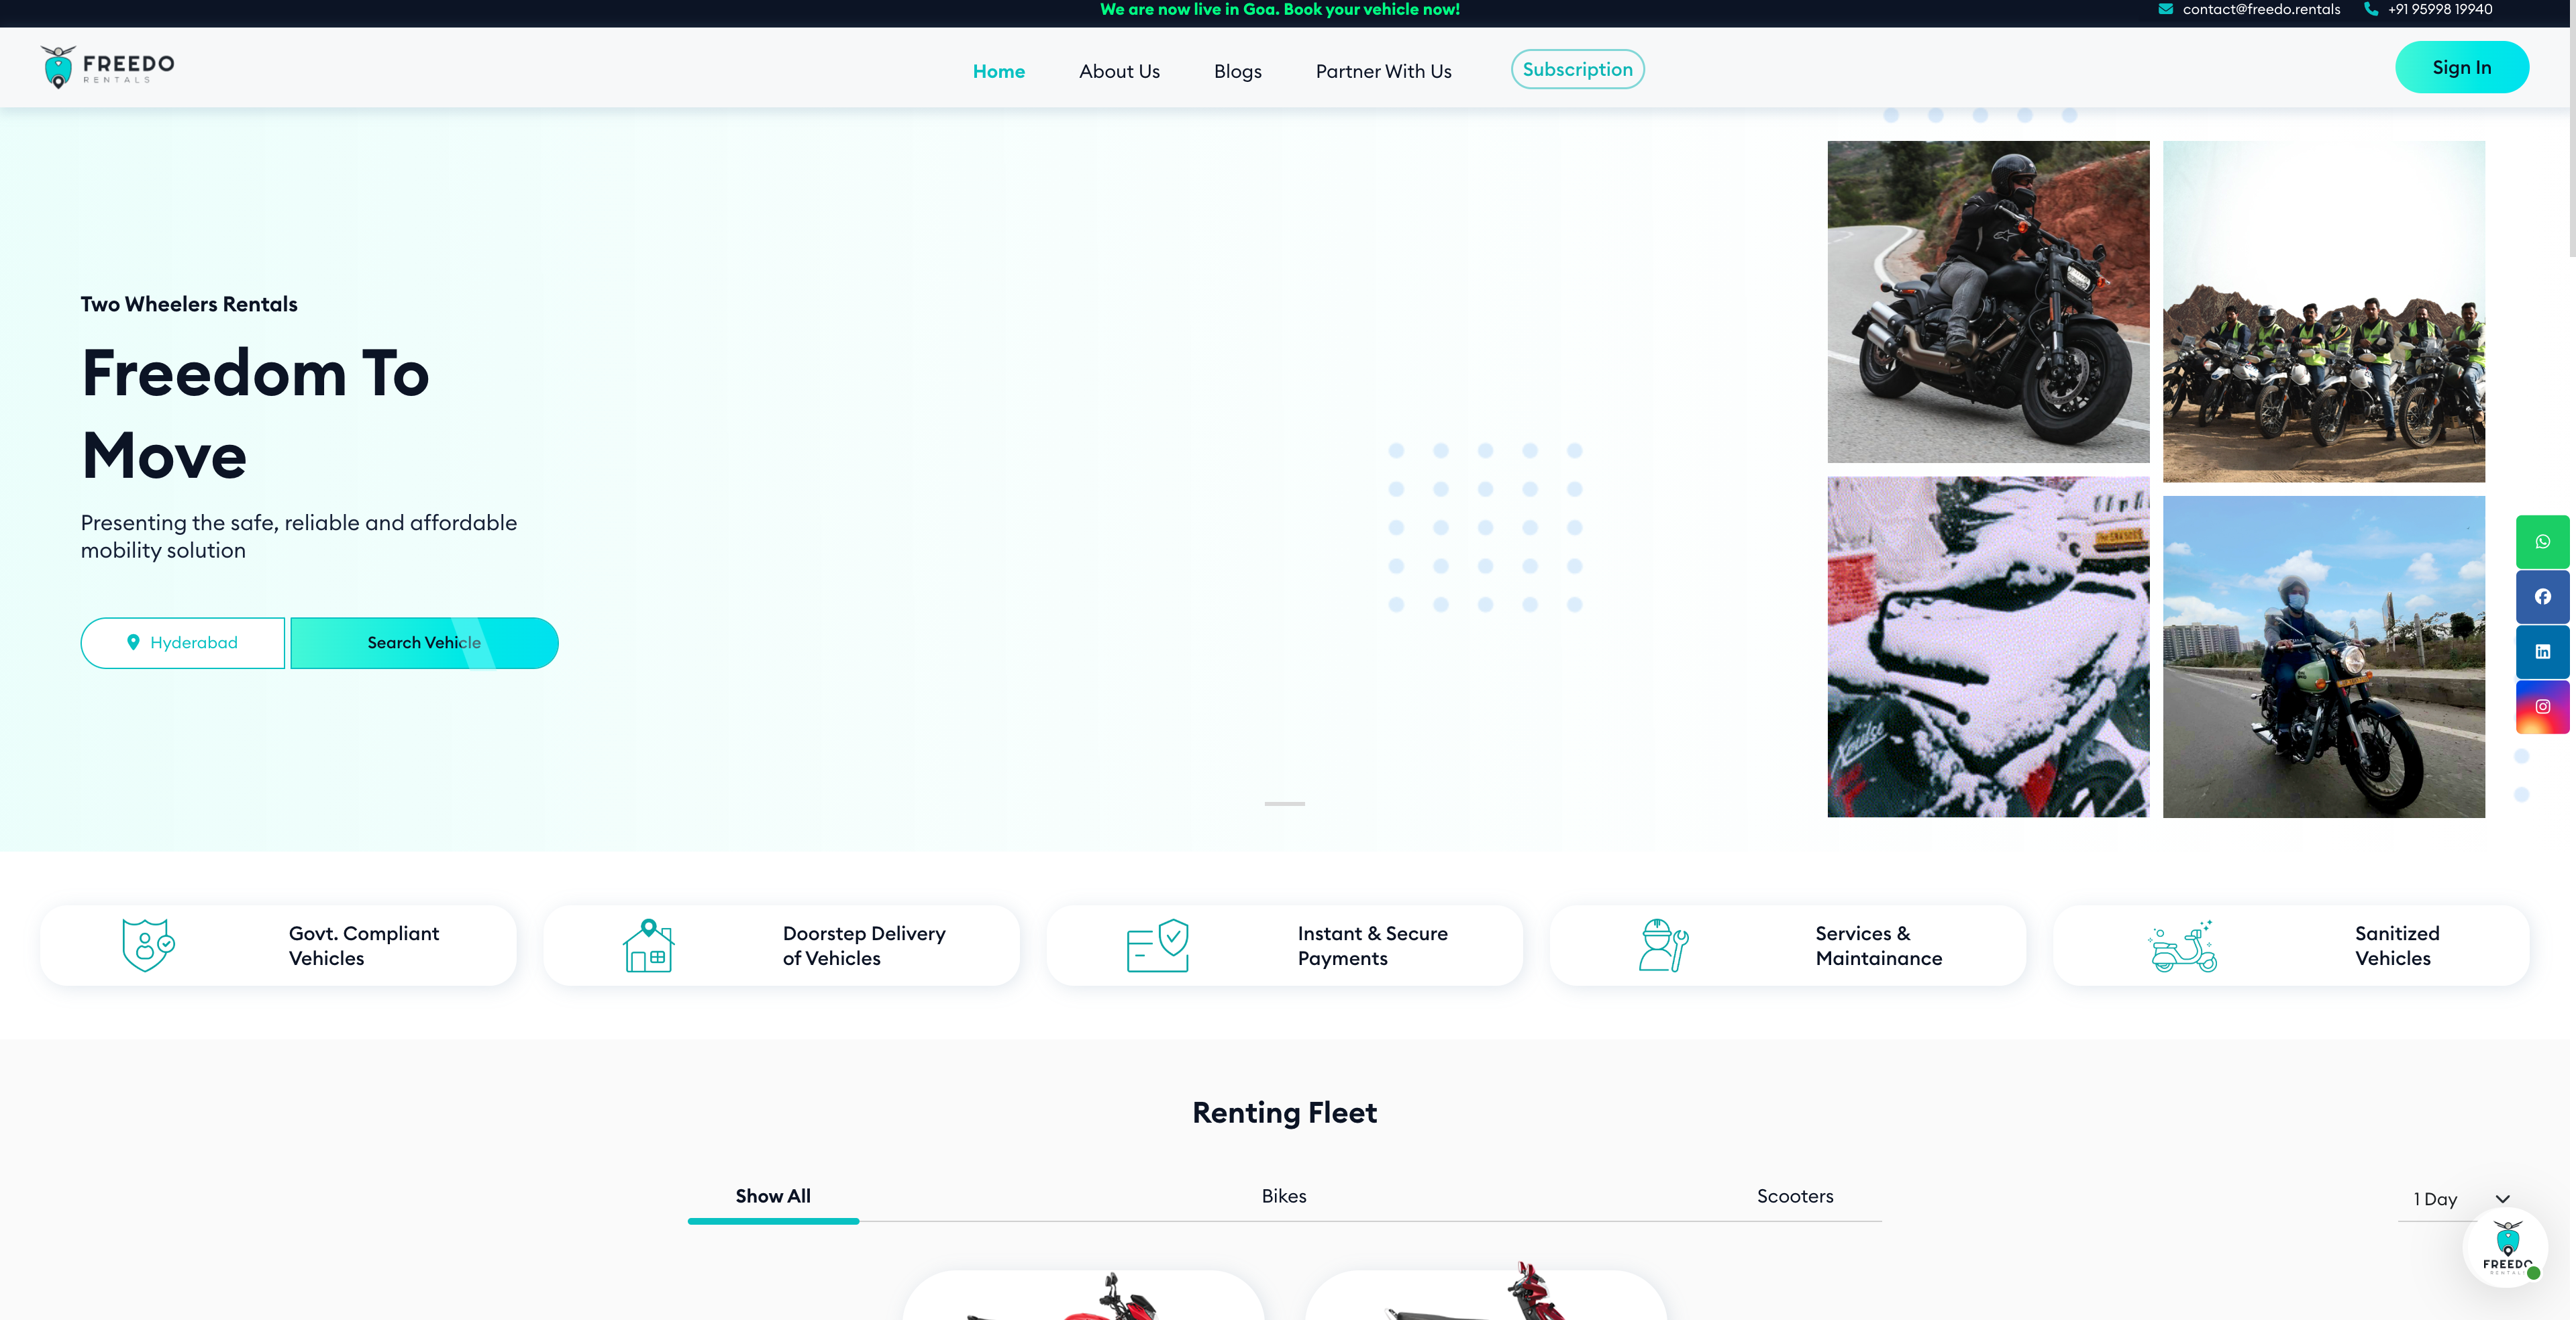 We are now live in Goa. Book your vehicle now!
contact@freedo.rentals
+91 95998 19940
FREEDO
RENTALS
Home
About Us
Blogs
Partner With Us
Subscription
Sign In
Two Wheelers Rentals
Freedom To
Move
Presenting the safe, reliable and affordable
mobility solution
Hyderabad
Search Vehicle
Xpulse
Govt. Compliant
Vehicles
Doorstep Delivery
of Vehicles
Instant & Secure
Payments
Services &
Maintainance
Sanitized
Vehicles
Renting Fleet
Show All
Bikes
Scooters
1 Day
FREEDO